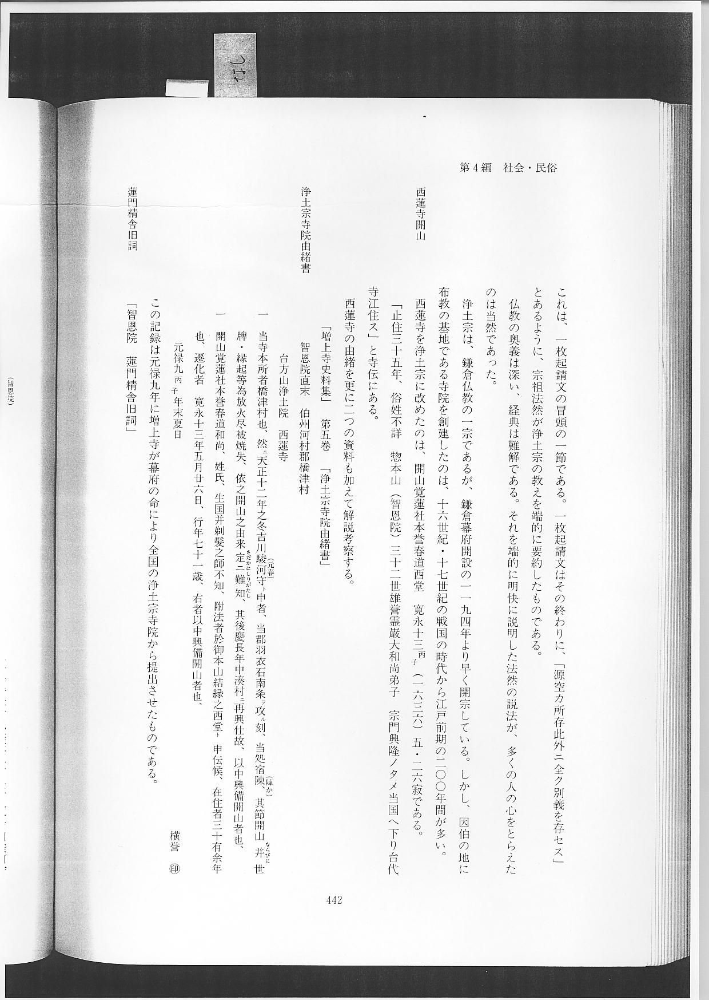 第4編　社会・民俗
これは、一枚起請文の冒頭の一節である。一枚起請文はその終わりに、「源空カ所存此外ニ全ク別義を存セス」
とあるように、宗祖法然が浄土宗の教えを端的に要約したものである。
仏教の奥義は深い、経典は難解である。それを端的に明快に説明した法然の説法が、多くの人の心をとらえた
のは当然であった。
浄土宗は、鎌倉仏教の一宗であるが、鎌倉幕府開設の一一九四年より早く開宗している。しかし、因伯の地に
布教の基地である寺院を創建したのは、十六世紀・十七世紀の戦国の時代から江戸前期の二〇〇年間が多い。
西蓮寺開山
西蓮寺を浄土宗に改めたのは、開山覚蓮社本誉春道西堂　寛永十三丙子（一六三六）五・二六寂である。
「止住三十五年、俗姓不詳　惣本山（智恩院）三十二世雄誉霊巌大和尚弟子　宗門興隆ノタメ当国へ下り台代
寺江住ス」と寺伝にある。
西蓮寺の由緒を更に二つの資料も加えて解説考察する。
「増上寺史料集」　第五巻　「浄土宗寺院由緒書」
浄土宗寺院由緒書
智恩院直末　伯州河村郡橋津村
台方山浄土院　西蓮寺
一　当寺本所者橋津村也、然ニ天正十二年之冬吉川駿河守（元春）ト申者、当郡羽衣石南条ヲ攻ル刻、当処宿陳（陣か）、其節開山并ならびに世
牌・縁起等為放火尽被焼失、依之開山之由来定ニ難知さだかにしりがたし、其後慶長年中湊村ニ再興仕故、以中興備開山者也、
一　開山覚蓮社本誉春道和尚、姓氏、生国并剃髪之師不知、附法者於御本山結縁之西堂ト申伝候、在住者三十有余年
也、遷化者　寛永十三年五月廿六日、行年七十一歳、右者以中興備開山者也、
元禄九丙子年末夏日
横誉　㊞
この記録は元禄九年に増上寺が幕府の命により全国の浄土宗寺院から提出させたものである。
蓮門精舎旧詞
「智恩院　蓮門精舎旧詞」
442
（智恩院）